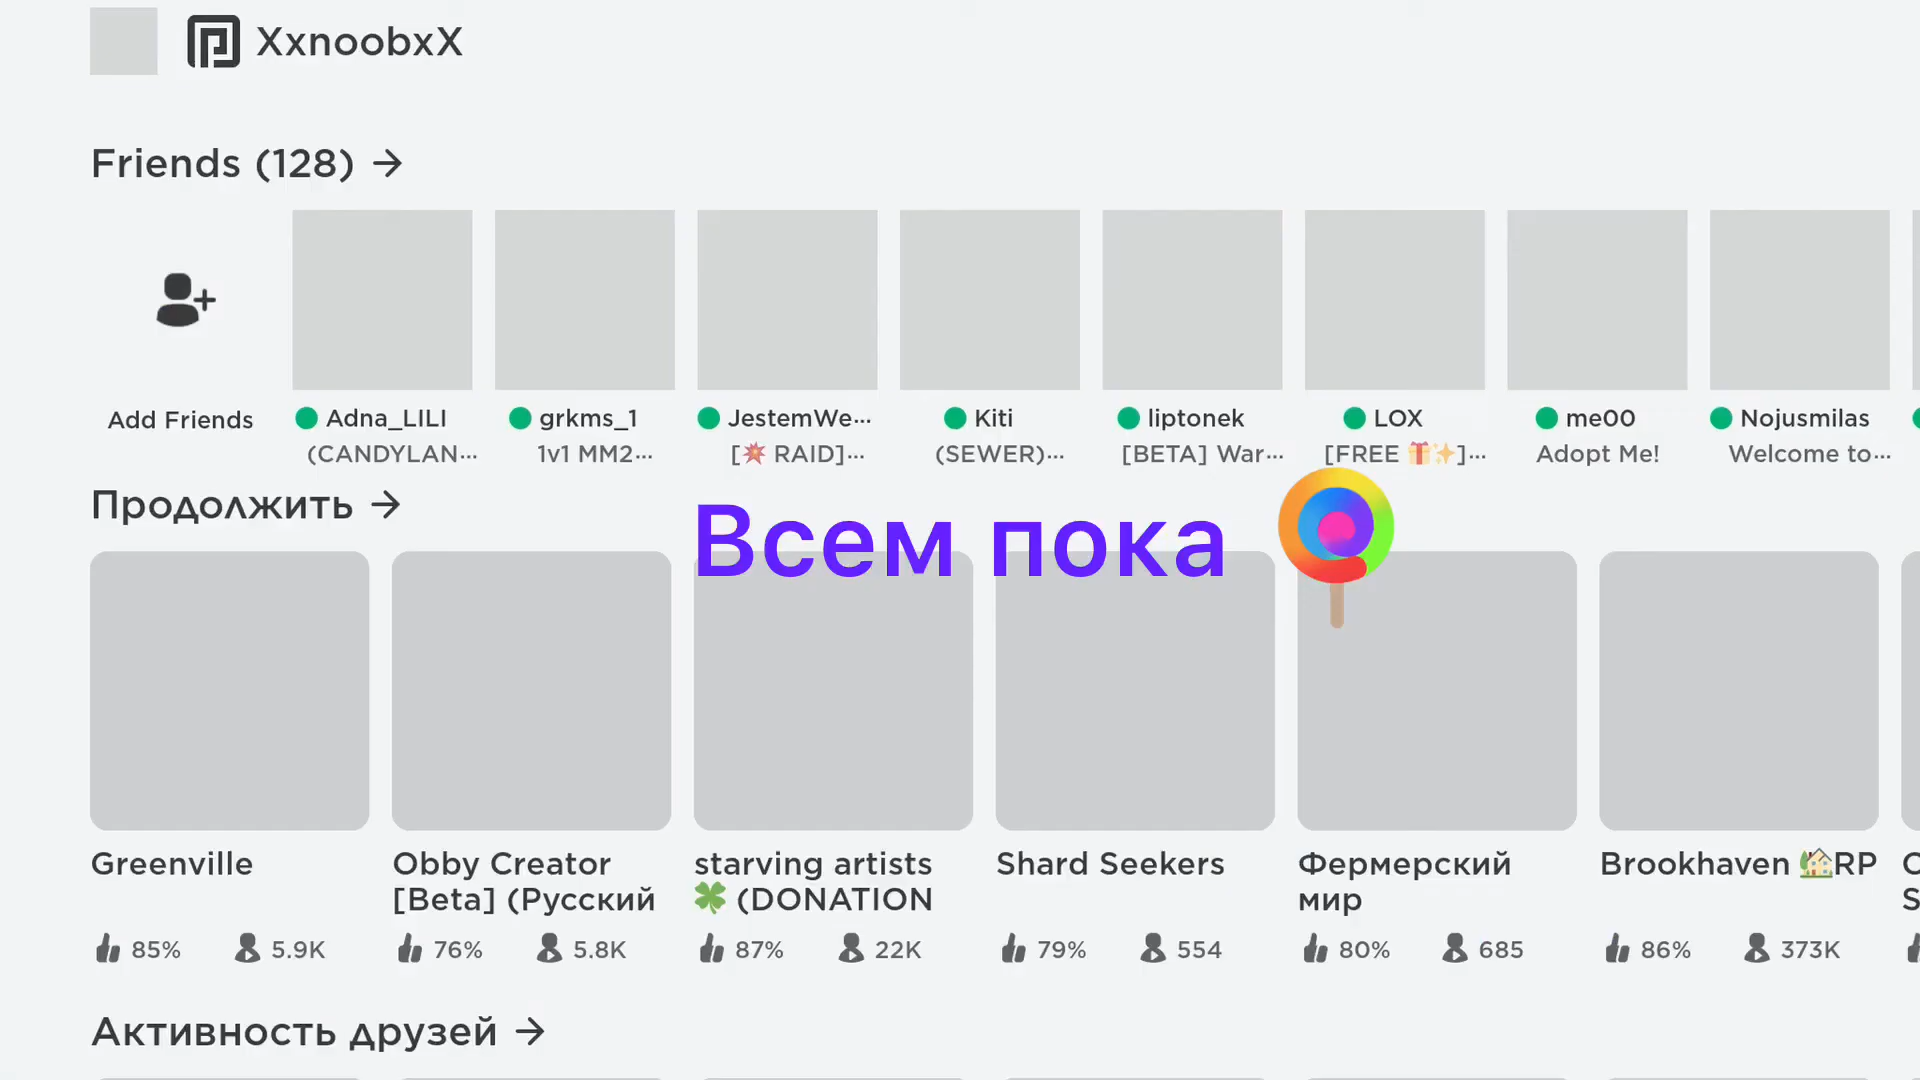 XxnoobxX
Friends (128) →
Add Friends
Adna_LILI
(CANDYLAN...
grkms_1
1v1 MM2...
JestemWe...
[💥 RAID]...
Kiti
(SEWER)...
liptonek
[BETA] War...
LOX
[FREE 🎁✨]...
me00
Adopt Me!
Nojusmilas
Welcome to...
Продолжить →
Всем пока 🍭
Greenville
85% 5.9K
Obby Creator
[Beta] (Русский
76% 5.8K
starving artists
🍀 (DONATION
87% 22K
Shard Seekers
79% 554
Фермерский
мир
80% 685
Brookhaven 🏡RP
86% 373K
Активность друзей →